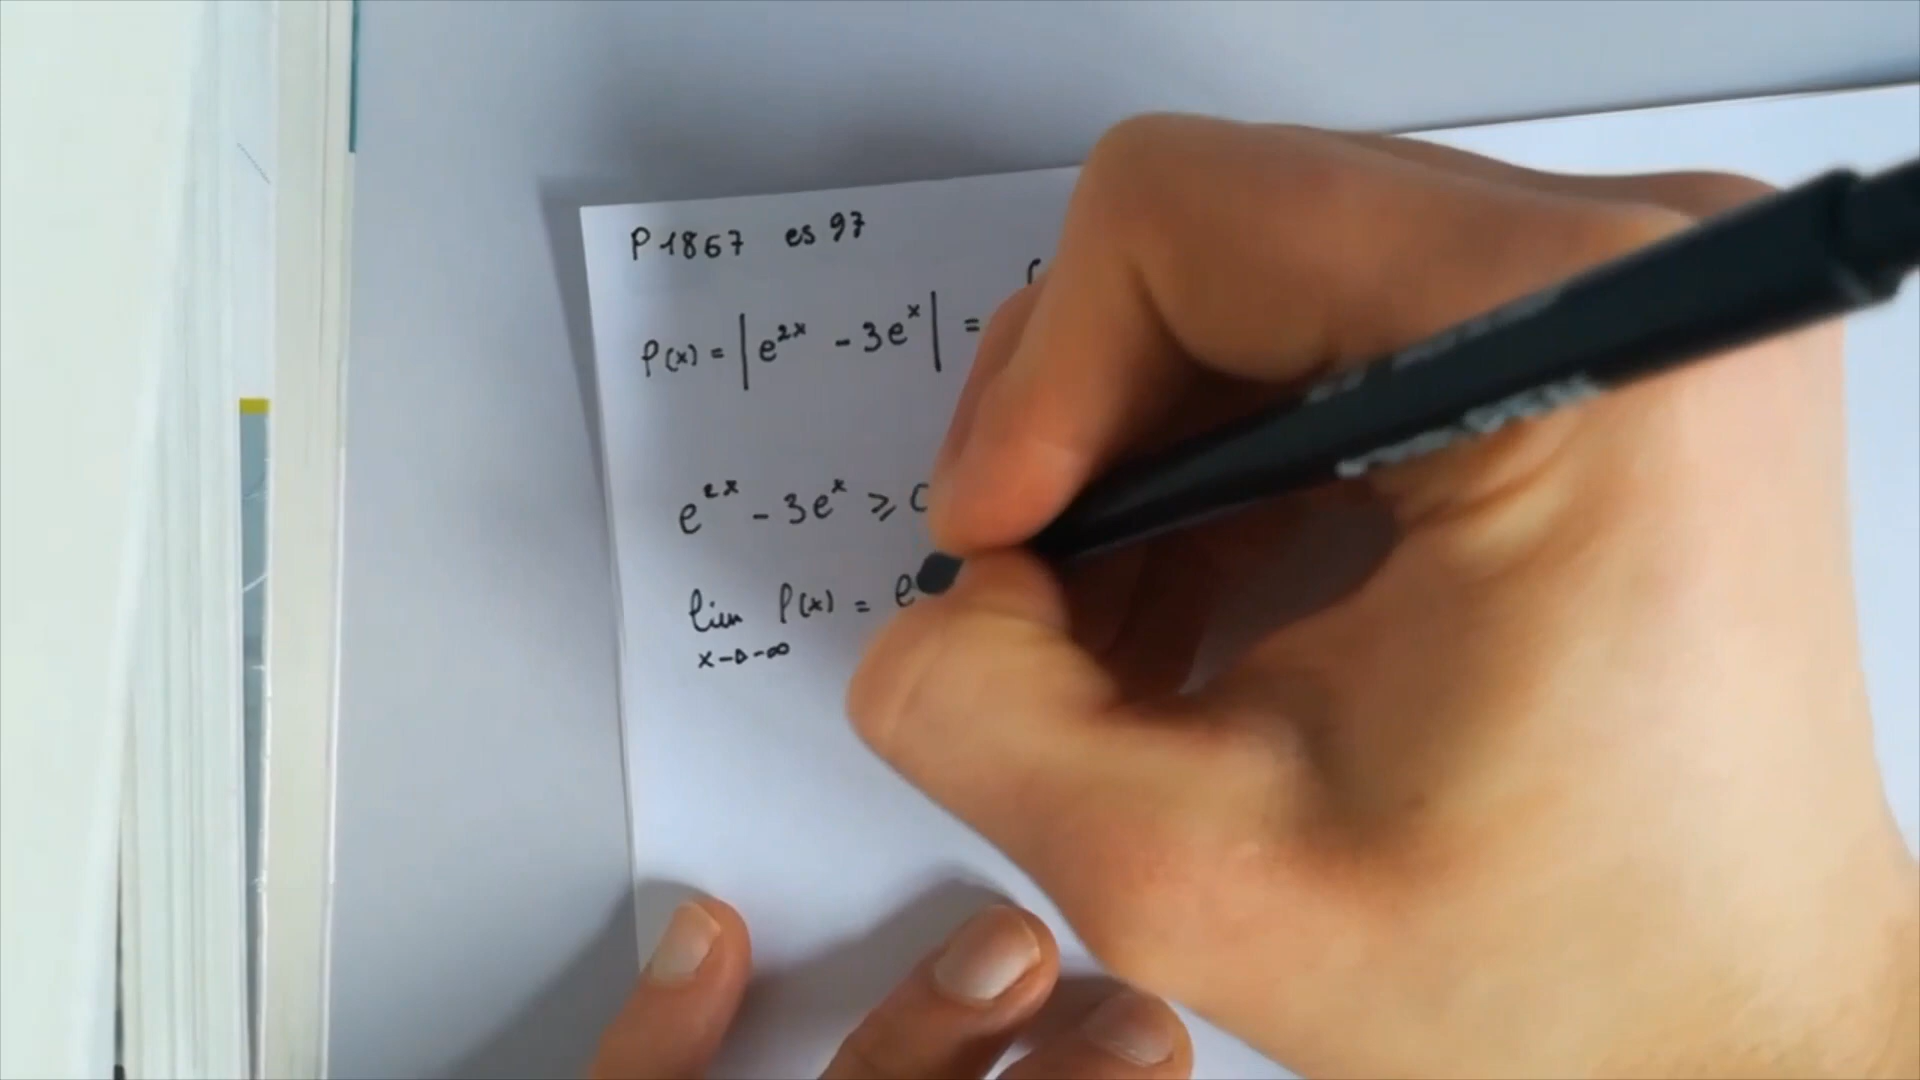 P 1867 es 97
f(x) = |e^{2x} - 3e^x| =
e^{2x} - 3e^x ≥
lim f(x) = e
x→-∞